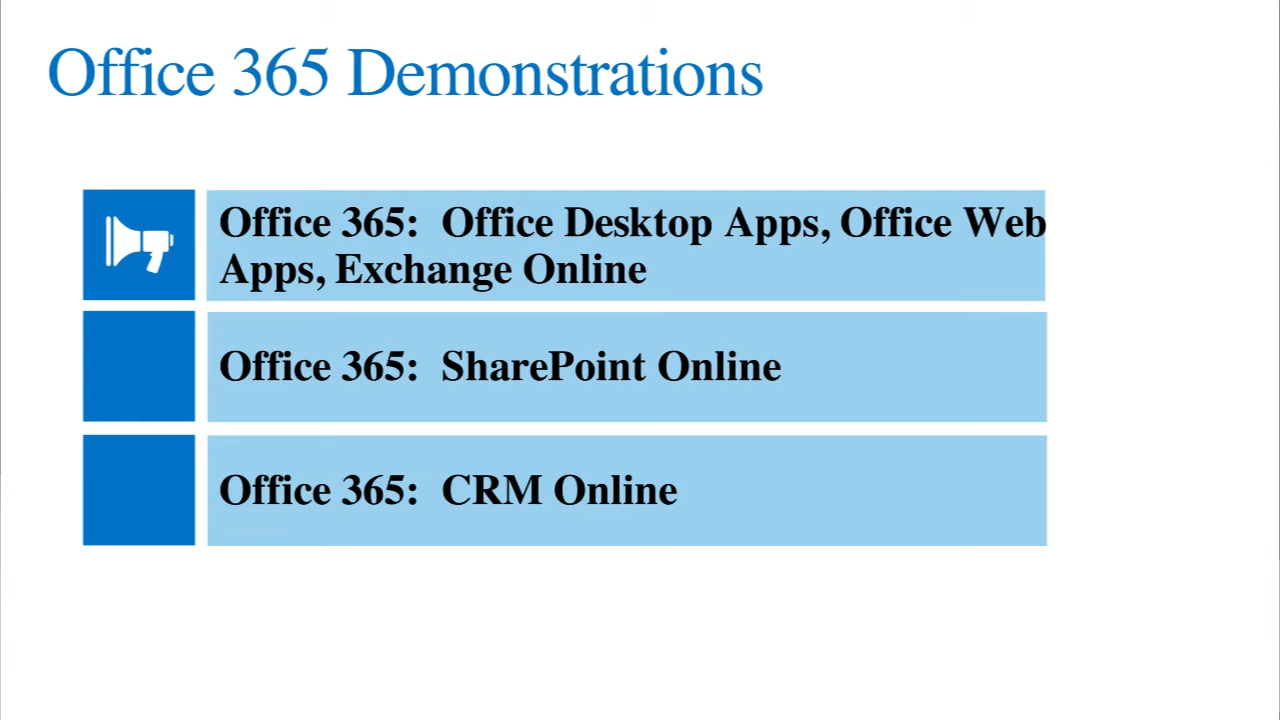 Office 365 Demonstrations
Office 365:  Office Desktop Apps, Office Web
Apps, Exchange Online
Office 365:  SharePoint Online
Office 365:  CRM Online